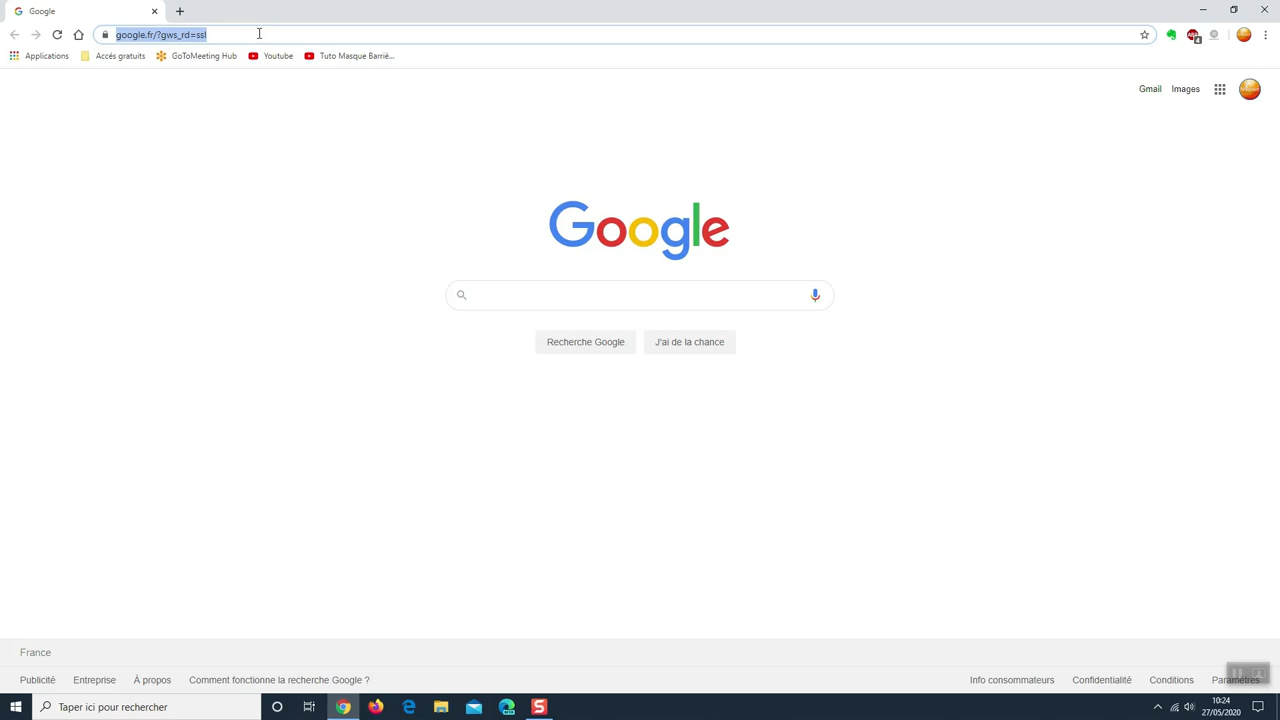 Google
google.fr/?gws_rd=ssl
4
Applications Accés gratuits GoToMeeting Hub Youtube Tuto Masque Barriè...
Gmail Images
Google
Recherche Google J'ai de la chance
France
Publicité Entreprise À propos Comment fonctionne la recherche Google ? Info consommateurs Confidentialité Conditions Paramètres
Taper ici pour rechercher
10:24
27/05/2020